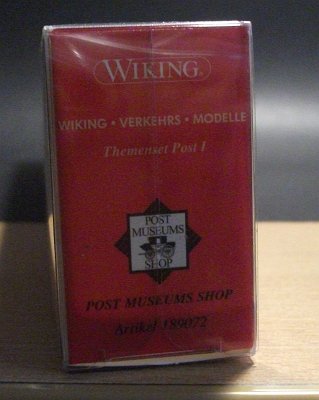 WIKING®
WIKING • VERKEHRS • MODELLE
Themenset Post I
POST
MUSEUMS
SHOP
POST MUSEUMS SHOP
Artikel 189072